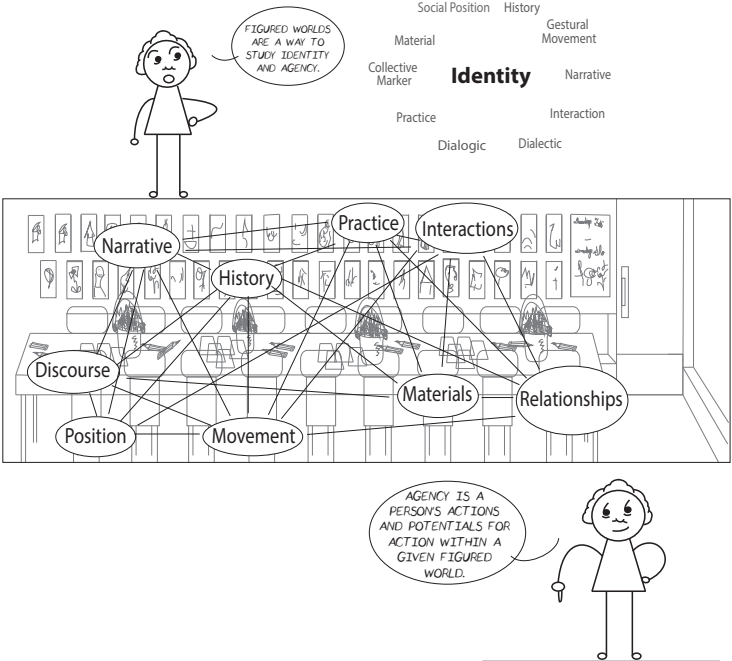 Social Position History
Gestural
Movement
Material
Collective
Marker
Identity
Narrative
Practice
Interaction
Dialogic
Dialectic
FIGURED WORLDS
ARE A WAY TO
STUDY IDENTITY
AND AGENCY.
Practice
Interactions
Narrative
History
Discourse
Materials
Relationships
Position
Movement
AGENCY IS A
PERSON'S ACTIONS
AND POTENTIALS FOR
ACTION WITHIN A
GIVEN FIGURED
WORLD.